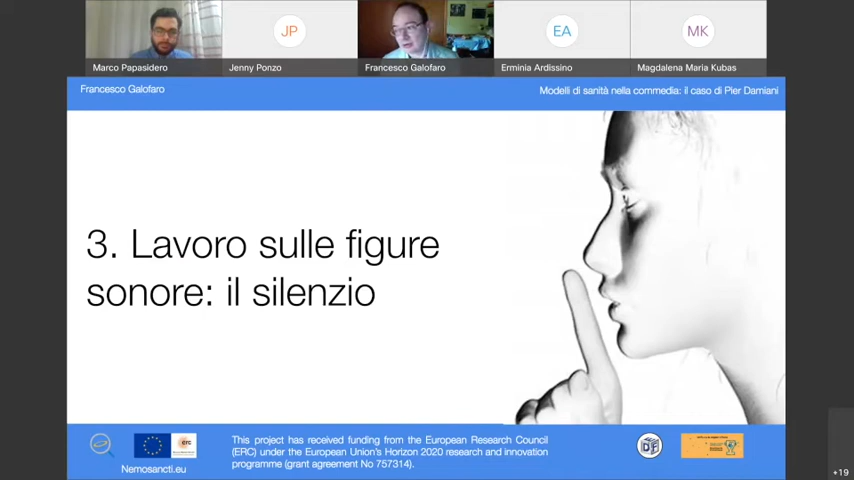 JP
EA
MK
Marco Papasidero
Jenny Ponzo
Francesco Galofaro
Erminia Ardissino
Magdalena Maria Kubas
Francesco Galofaro
Modelli di sanità nella commedia: il caso di Pier Damiani
3. Lavoro sulle figure
sonore: il silenzio
erc
Nemosancti.eu
This project has received funding from the European Research Council
(ERC) under the European Union's Horizon 2020 research and innovation
programme (grant agreement No 757314).
+19